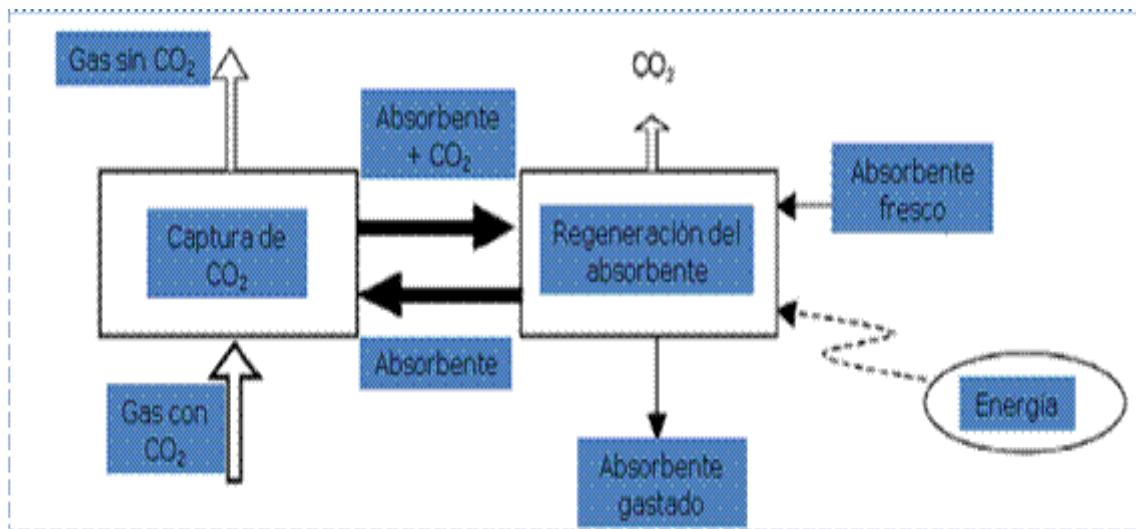 Gas sin CO₂
CO₂
Absorbente
+ CO₂
Absorbente
fresco
Captura de
CO₂
Regeneración del
absorbente
Absorbente
Gas con
CO₂
Energía
Absorbente
gastado